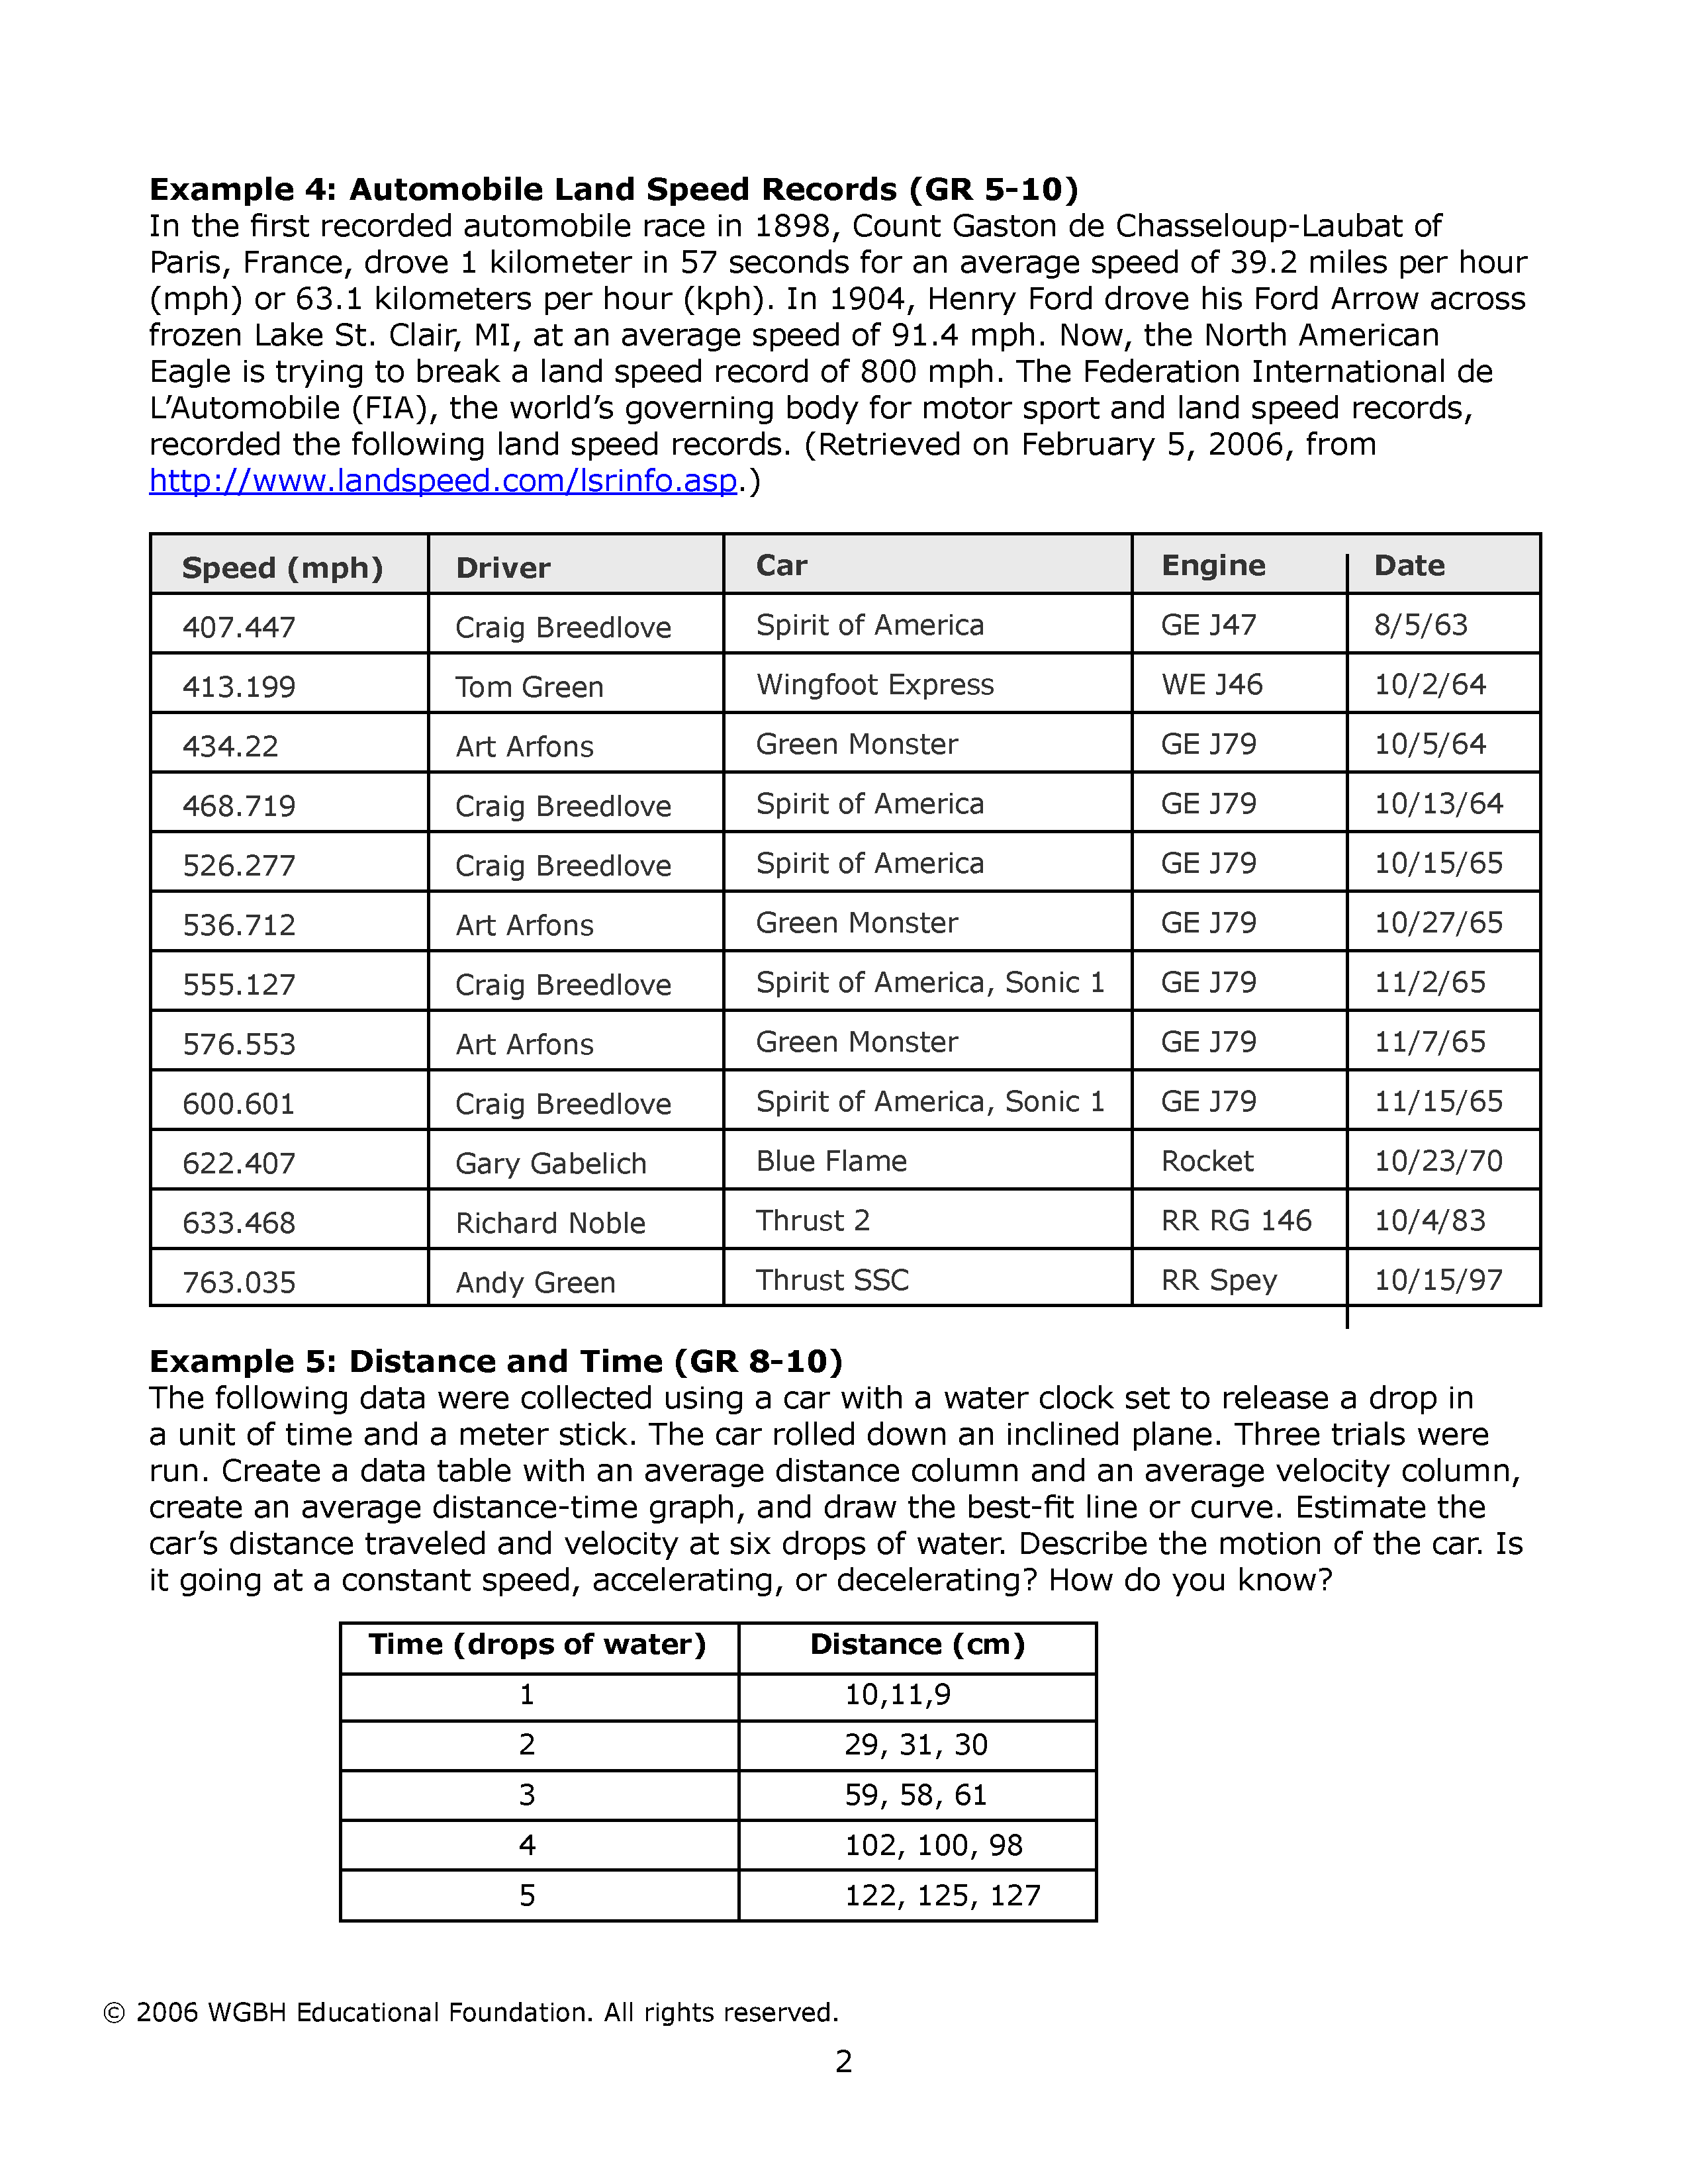 Example 4: Automobile Land Speed Records (GR 5-10)
In the first recorded automobile race in 1898, Count Gaston de Chasseloup-Laubat of
Paris, France, drove 1 kilometer in 57 seconds for an average speed of 39.2 miles per hour
(mph) or 63.1 kilometers per hour (kph). In 1904, Henry Ford drove his Ford Arrow across
frozen Lake St. Clair, MI, at an average speed of 91.4 mph. Now, the North American
Eagle is trying to break a land speed record of 800 mph. The Federation International de
L’Automobile (FIA), the world’s governing body for motor sport and land speed records,
recorded the following land speed records. (Retrieved on February 5, 2006, from
http://www.landspeed.com/lsrinfo.asp.)
Speed (mph) Driver Car Engine Date
407.447 Craig Breedlove Spirit of America GE J47 8/5/63
413.199 Tom Green Wingfoot Express WE J46 10/2/64
434.22 Art Arfons Green Monster GE J79 10/5/64
468.719 Craig Breedlove Spirit of America GE J79 10/13/64
526.277 Craig Breedlove Spirit of America GE J79 10/15/65
536.712 Art Arfons Green Monster GE J79 10/27/65
555.127 Craig Breedlove Spirit of America, Sonic 1 GE J79 11/2/65
576.553 Art Arfons Green Monster GE J79 11/7/65
600.601 Craig Breedlove Spirit of America, Sonic 1 GE J79 11/15/65
622.407 Gary Gabelich Blue Flame Rocket 10/23/70
633.468 Richard Noble Thrust 2 RR RG 146 10/4/83
763.035 Andy Green Thrust SSC RR Spey 10/15/97
Example 5: Distance and Time (GR 8-10)
The following data were collected using a car with a water clock set to release a drop in
a unit of time and a meter stick. The car rolled down an inclined plane. Three trials were
run. Create a data table with an average distance column and an average velocity column,
create an average distance-time graph, and draw the best-fit line or curve. Estimate the
car’s distance traveled and velocity at six drops of water. Describe the motion of the car. Is
it going at a constant speed, accelerating, or decelerating? How do you know?
Time (drops of water) Distance (cm)
1 10,11,9
2 29, 31, 30
3 59, 58, 61
4 102, 100, 98
5 122, 125, 127
© 2006 WGBH Educational Foundation. All rights reserved.
2